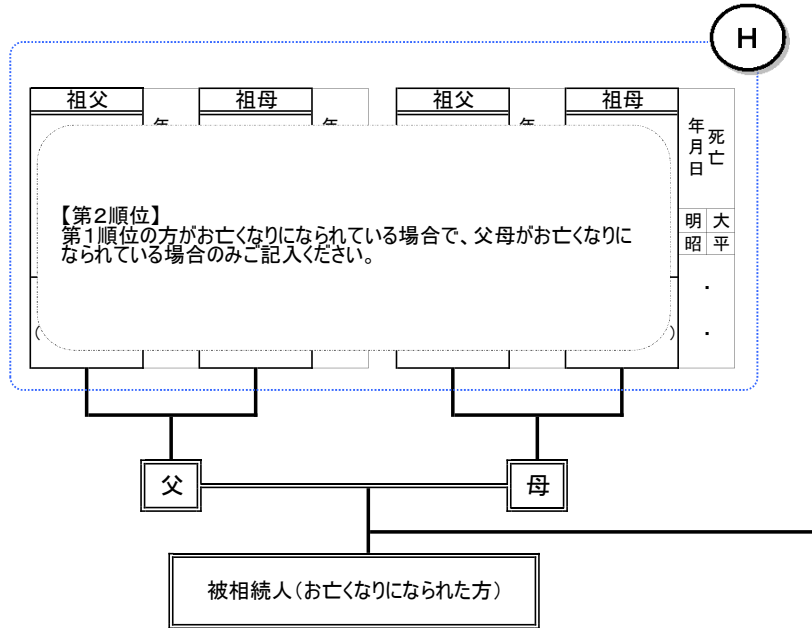 H
祖父
祖母
祖父
祖母
年
年
年
死亡
年月日
明
大
昭
平
・
・
【第2順位】
第1順位の方がお亡くなりになられている場合で、父母がお亡くなりに
なられている場合のみご記入ください。
(
)
父
母
被相続人(お亡くなりになられた方)